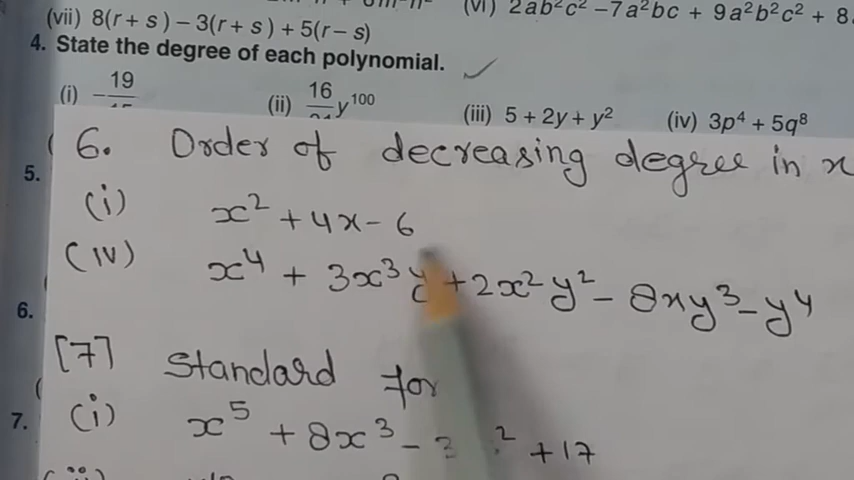 (vii) 8(r + s) − 3(r + s) + 5(r − s)
(vi) 2ab²c² − 7a²bc + 9a²b²c² + 8
4. State the degree of each polynomial.
(i) − 19
(ii) 16 y¹⁰⁰
(iii) 5 + 2y + y²
(iv) 3p⁴ + 5q⁸
6. Order of decreasing degree in x
5.
(i) x² + 4x − 6
(iv) x⁴ + 3x³y + 2x²y² − 8xy³ − y⁴
6.
[7] Standard for
7.
(i) x⁵ + 8x³ − ² + 17
(ii)